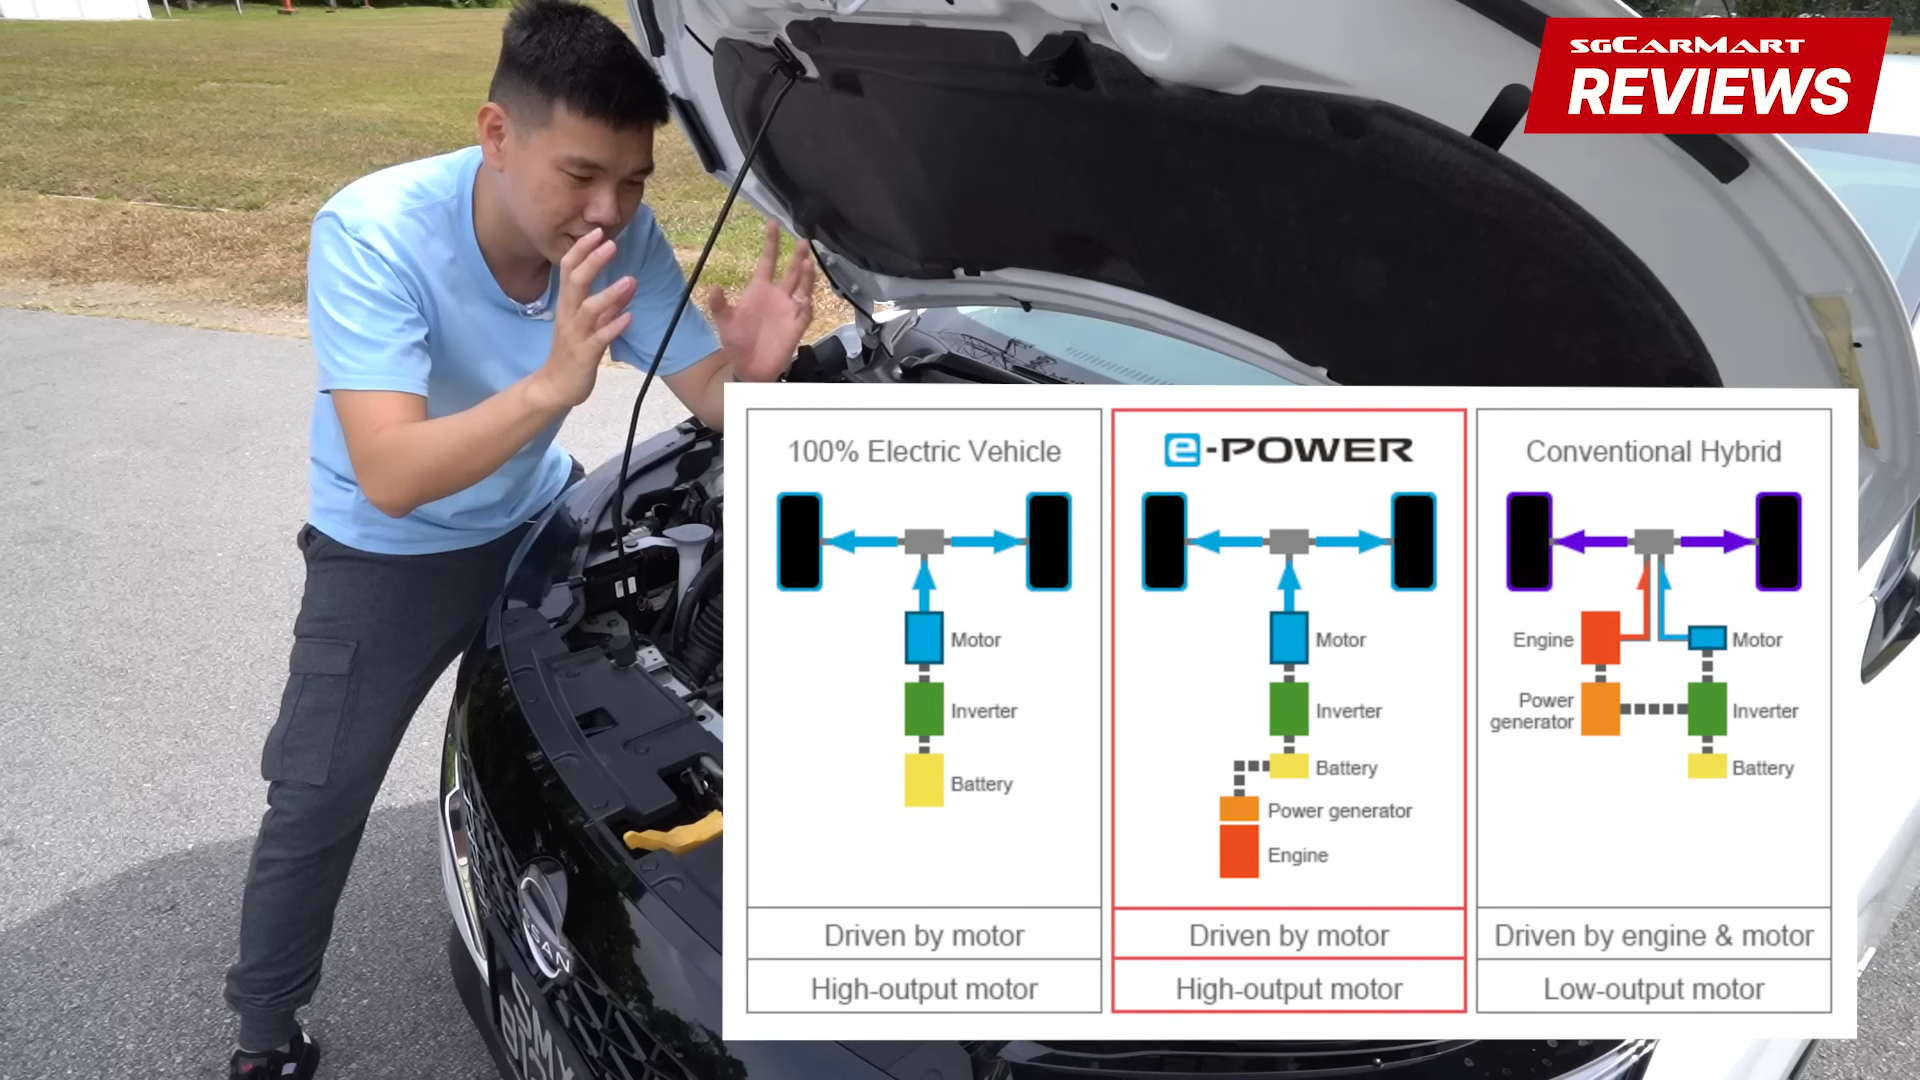 SGCARMART
REVIEWS
100% Electric Vehicle
Motor
Inverter
Battery
Driven by motor
High-output motor
e-POWER
Motor
Inverter
Battery
Power generator
Engine
Driven by motor
High-output motor
Conventional Hybrid
Engine
Motor
Power
generator
Inverter
Battery
Driven by engine & motor
Low-output motor